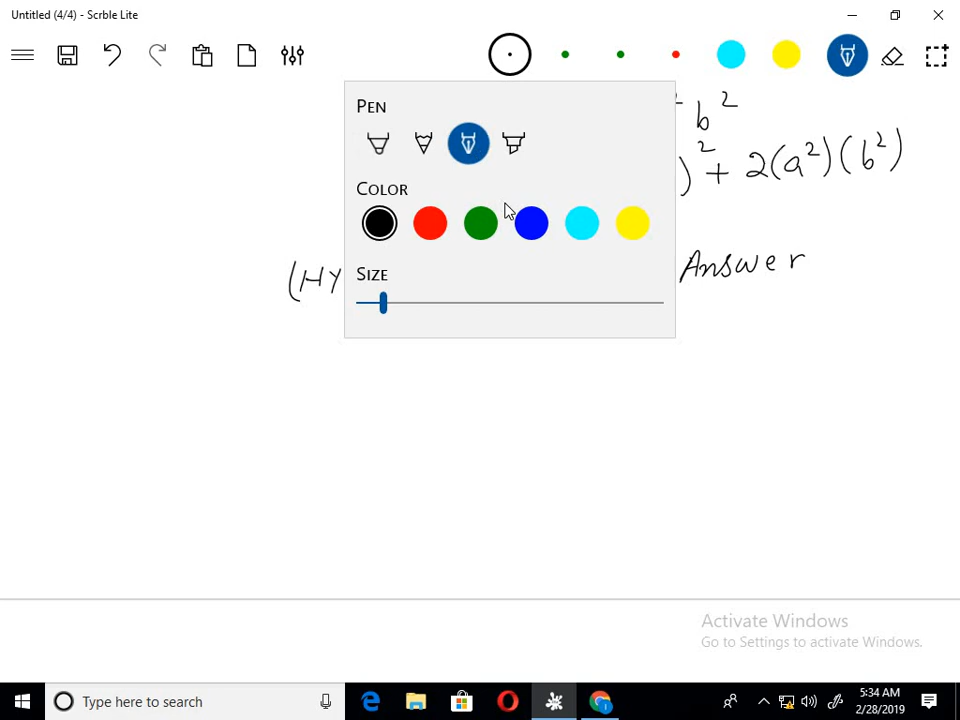 Untitled (4/4) - Scrble Lite
PEN
COLOR
SIZE
b²
)² + 2(a²)(b²)
(Hy
Answer
Activate Windows
Go to Settings to activate Windows.
Type here to search
5:34 AM
2/28/2019